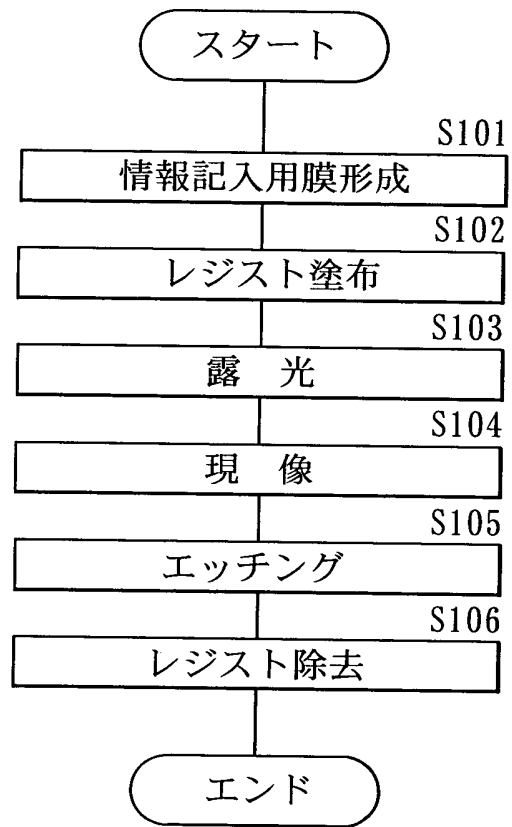 スタート
S101
情報記入用膜形成
S102
レジスト塗布
S103
露　光
S104
現　像
S105
エッチング
S106
レジスト除去
エンド